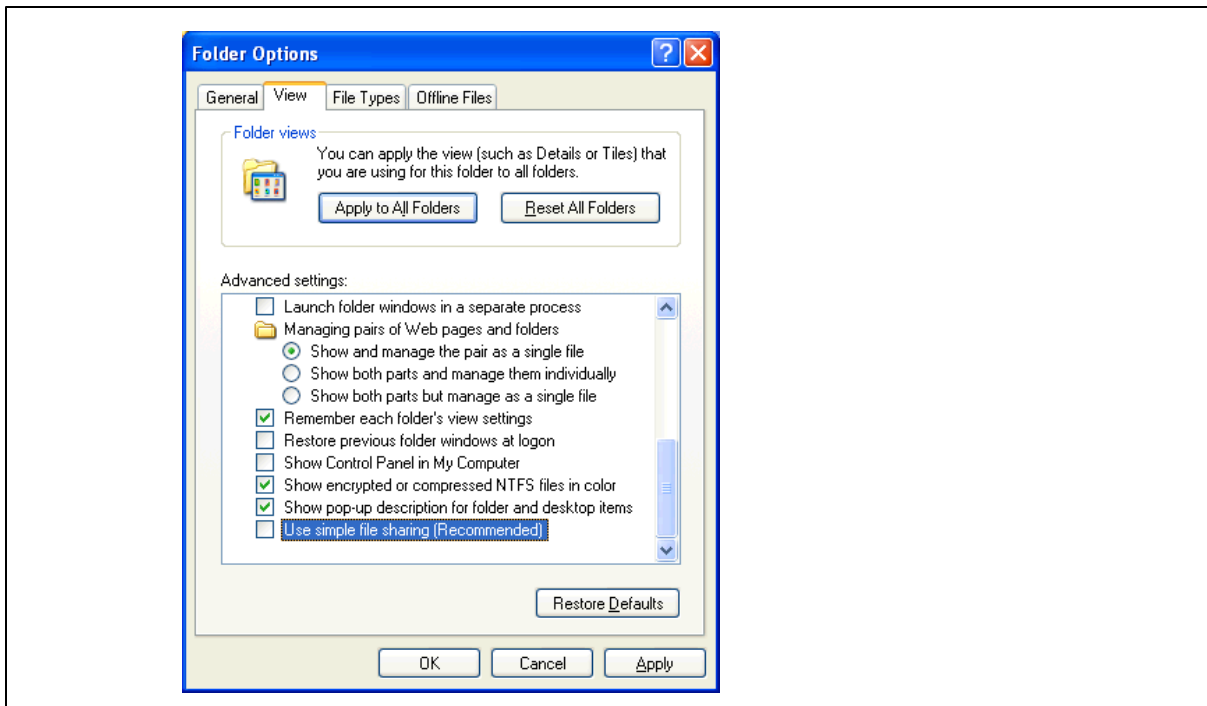 Folder Options
General View File Types Offline Files
Folder views
You can apply the view (such as Details or Tiles) that
you are using for this folder to all folders.
Apply to All Folders Reset All Folders
Advanced settings:
Launch folder windows in a separate process
Managing pairs of Web pages and folders
Show and manage the pair as a single file
Show both parts and manage them individually
Show both parts but manage as a single file
Remember each folder's view settings
Restore previous folder windows at logon
Show Control Panel in My Computer
Show encrypted or compressed NTFS files in color
Show pop-up description for folder and desktop items
Use simple file sharing (Recommended)
Restore Defaults
OK Cancel Apply